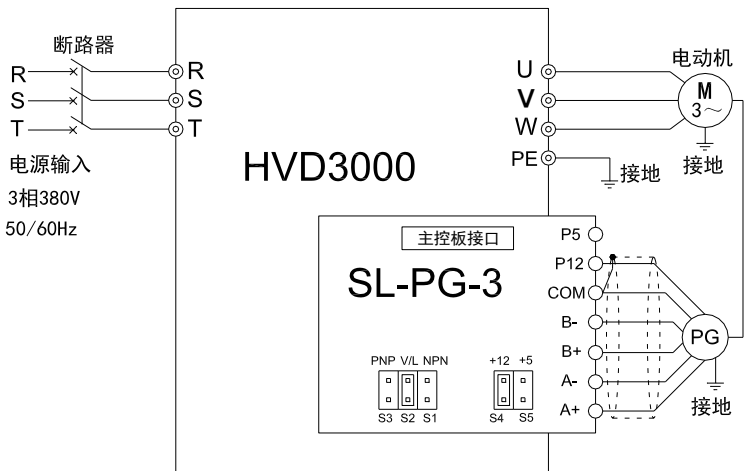 断路器
R
S
T
R
S
T
电源输入
3相380V
50/60Hz
HVD3000
U
V
W
PE
接地
电动机
M
3～
接地
主控板接口
SL-PG-3
P5
P12
COM
B-
B+
A-
A+
PNP V/L NPN
S3 S2 S1
+12 +5
S4 S5
PG
接地